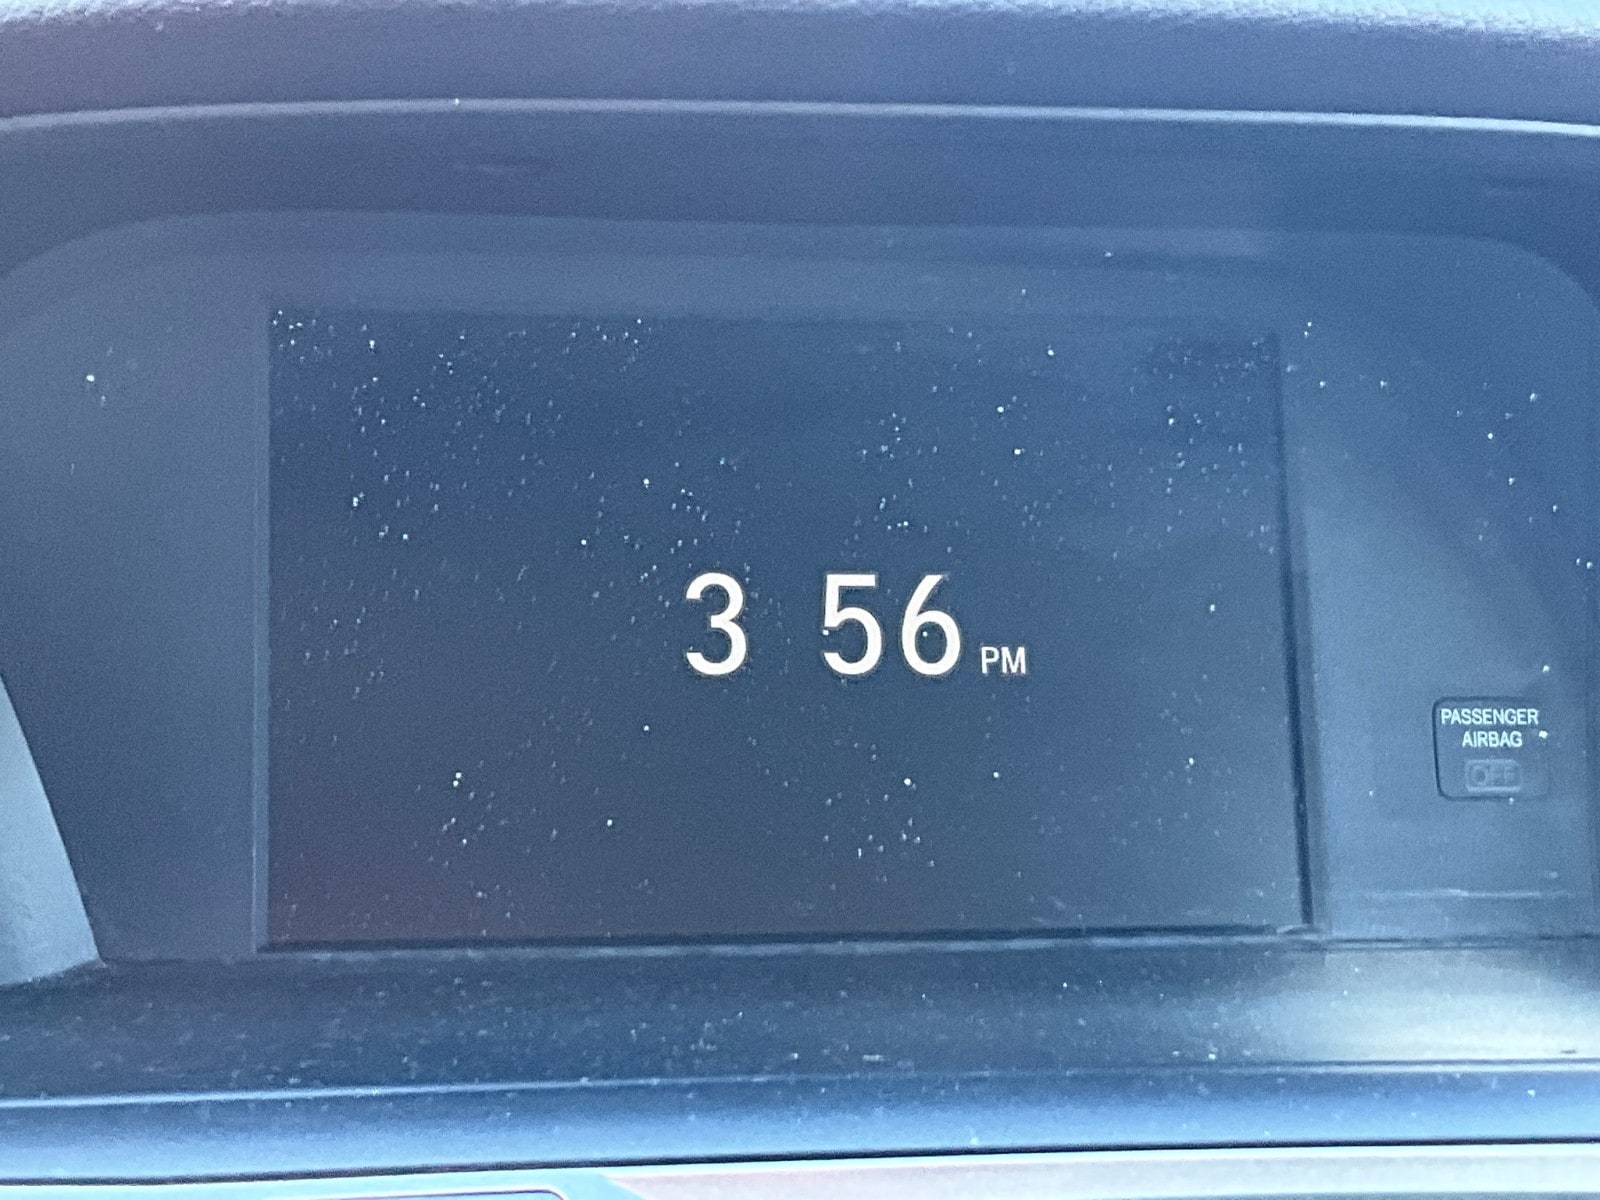 3 56 PM
PASSENGER
AIRBAG
OFF